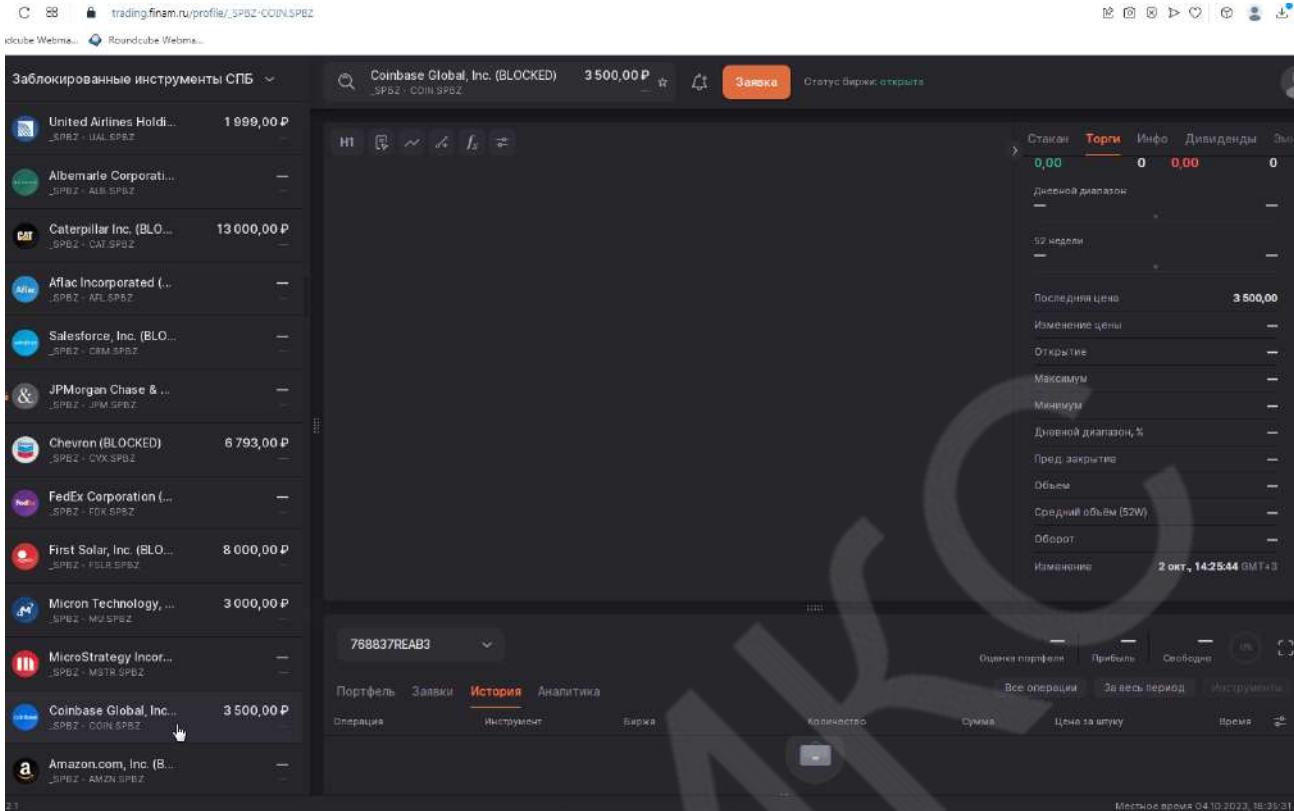 trading.finam.ru/profile/_SPBZ-COIN.SPBZ
Roundcube Webma...
Заблокированные инструменты СПБ
Coinbase Global, Inc. (BLOCKED) 3 500,00 ₽
_SPBZ · COIN.SPBZ
Заявка
Статус биржи: открыта
United Airlines Holdi... 1 999,00 ₽
_SPBZ · UAL.SPBZ
Albemarle Corporati... —
_SPBZ · ALB.SPBZ
CAT
Caterpillar Inc. (BLO... 13 000,00 ₽
_SPBZ · CAT.SPBZ
Aflac
Aflac Incorporated (... —
_SPBZ · AFL.SPBZ
Salesforce, Inc. (BLO... —
_SPBZ · CRM.SPBZ
&
JPMorgan Chase & ... —
_SPBZ · JPM.SPBZ
Chevron (BLOCKED) 6 793,00 ₽
_SPBZ · CVX.SPBZ
FedEx
FedEx Corporation (... —
_SPBZ · FDX.SPBZ
First Solar, Inc. (BLO... 8 000,00 ₽
_SPBZ · FSLR.SPBZ
Micron Technology, ... 3 000,00 ₽
_SPBZ · MU.SPBZ
MicroStrategy Incor... —
_SPBZ · MSTR.SPBZ
Coinbase Global, Inc... 3 500,00 ₽
_SPBZ · COIN.SPBZ
a
Amazon.com, Inc. (B... —
_SPBZ · AMZN.SPBZ
H1
Стакан Торги Инфо Дивиденды
0,00 0 0,00 0
Дневной диапазон
— —
52 недели
— —
Последняя цена 3 500,00
Изменение цены —
Открытие —
Максимум —
Минимум —
Дневной диапазон, % —
Пред. закрытие —
Объем —
Средний объём (52W) —
Оборот —
Изменение 2 окт., 14:25:44 GMT+3
768837REAB3
Оценка портфеля Прибыль Свободно
Портфель Заявки История Аналитика
Все операции За весь период Инструменты
Операция Инструмент Биржа Количество Сумма Цена за штуку Время
Местное время 04.10.2023, 18:35:31